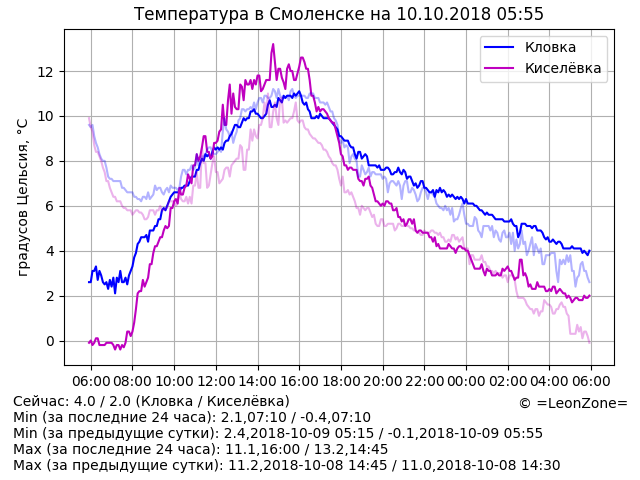 Температура в Смоленске на 10.10.2018 05:55
Кловка
Киселёвка
градусов Цельсия, °C
12
10
8
6
4
2
0
06:00 08:00 10:00 12:00 14:00 16:00 18:00 20:00 22:00 00:00 02:00 04:00 06:00
Сейчас: 4.0 / 2.0 (Кловка / Киселёвка)
© =LeonZone=
Min (за последние 24 часа): 2.1,07:10 / -0.4,07:10
Min (за предыдущие сутки): 2.4,2018-10-09 05:15 / -0.1,2018-10-09 05:55
Max (за последние 24 часа): 11.1,16:00 / 13.2,14:45
Max (за предыдущие сутки): 11.2,2018-10-08 14:45 / 11.0,2018-10-08 14:30